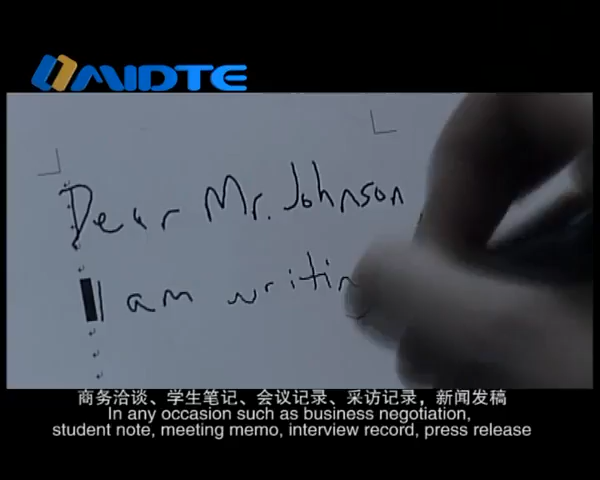 MIDTE
Dear Mr. Johnson
I am writin
商务洽谈、学生笔记、会议记录、采访记录，新闻发稿
In any occasion such as business negotiation,
student note, meeting memo, interview record, press release